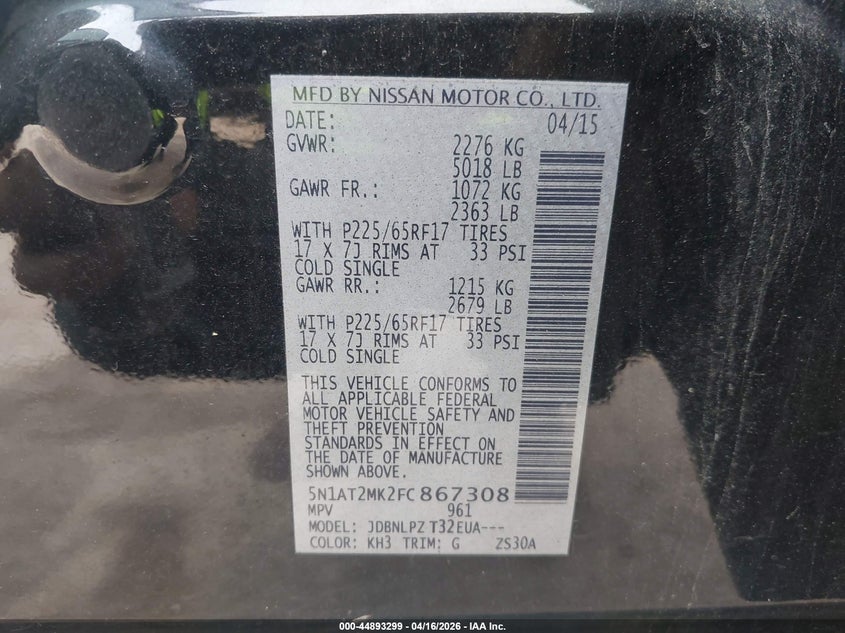 MFD BY NISSAN MOTOR CO., LTD.
DATE: 04/15
GVWR: 2276 KG
5018 LB
GAWR FR.: 1072 KG
2363 LB
WITH P225/65RF17 TIRES
17 X 7J RIMS AT 33 PSI
COLD SINGLE
GAWR RR.: 1215 KG
2679 LB
WITH P225/65RF17 TIRES
17 X 7J RIMS AT 33 PSI
COLD SINGLE
THIS VEHICLE CONFORMS TO
ALL APPLICABLE FEDERAL
MOTOR VEHICLE SAFETY AND
THEFT PREVENTION
STANDARDS IN EFFECT ON
THE DATE OF MANUFACTURE
SHOWN ABOVE.
5N1AT2MK2FC867308
MPV 961
MODEL: JDBNLPZ T32EUA---
COLOR: KH3 TRIM: G ZS30A
000-44893299 - 04/16/2026 - IAA Inc.